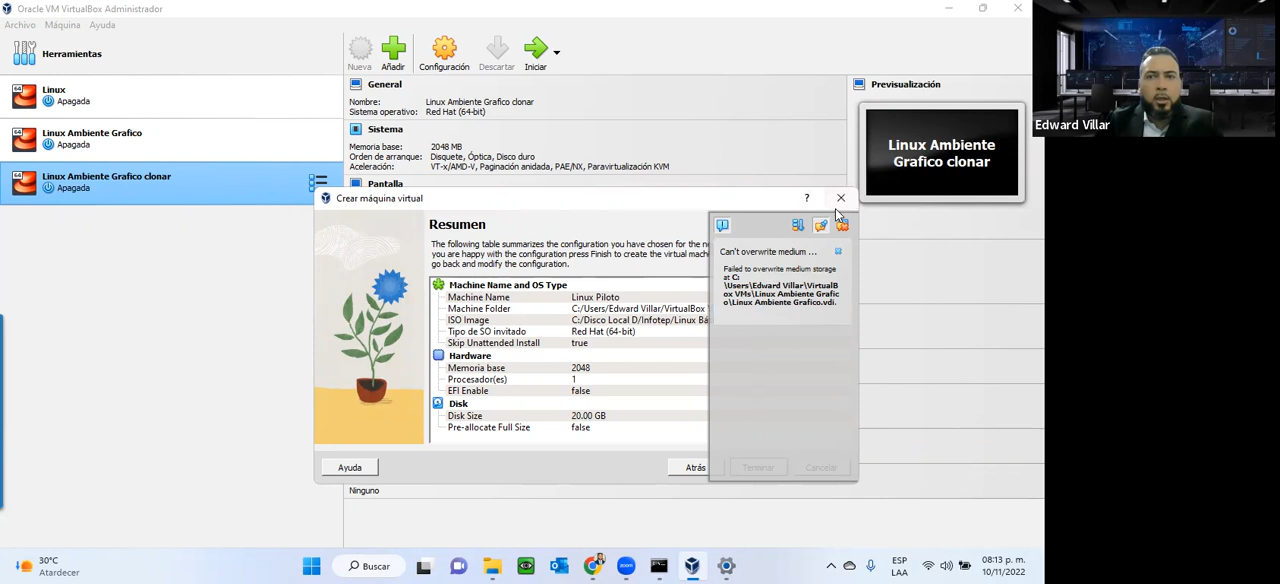 Oracle VM VirtualBox Administrador
Archivo Máquina Ayuda
Herramientas
Nueva Añadir Configuración Descartar Iniciar
Linux
Apagada
Linux Ambiente Grafico
Apagada
Linux Ambiente Grafico clonar
Apagada
General
Nombre: Linux Ambiente Grafico clonar
Sistema operativo: Red Hat (64-bit)
Sistema
Memoria base: 2048 MB
Orden de arranque: Disquete, Óptica, Disco duro
Aceleración: VT-x/AMD-V, Paginación anidada, PAE/NX, Paravirtualización KVM
Pantalla
Previsualización
Linux Ambiente
Grafico clonar
Edward Villar
Crear máquina virtual
?
Resumen
The following table summarizes the configuration you have chosen for the ne
you are happy with the configuration press Finish to create the virtual mach
go back and modify the configuration.
Machine Name and OS Type
Machine Name Linux Piloto
Machine Folder C:/Users/Edward Villar/VirtualBox
ISO Image C:/Disco Local D/Infotep/Linux Bá
Tipo de SO invitado Red Hat (64-bit)
Skip Unattended Install true
Hardware
Memoria base 2048
Procesador(es) 1
EFI Enable false
Disk
Disk Size 20.00 GB
Pre-allocate Full Size false
Can't overwrite medium ...
Failed to overwrite medium storage
at C:
\Users\Edward Villar\VirtualB
ox VMs\Linux Ambiente Grafic
o\Linux Ambiente Grafico.vdi.
Ayuda Atrás Terminar Cancelar
Ninguno
30°C
Atardecer
Buscar
ESP
LAA
08:13 p. m.
10/11/2022